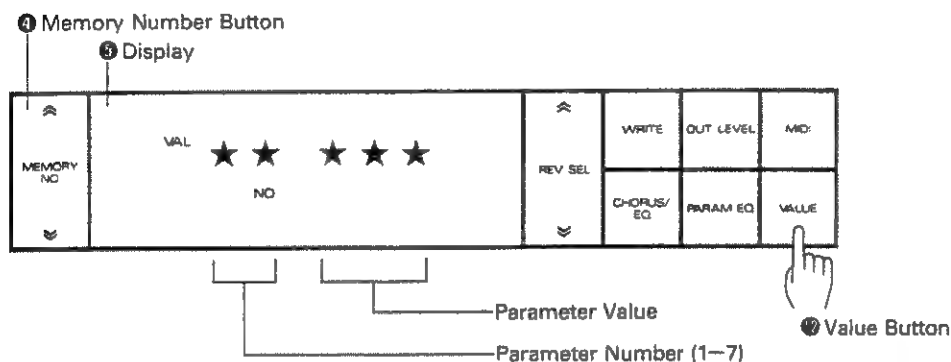 ❹ Memory Number Button
❺ Display
VAL
MEMORY
NO
NO
REV SEL
WRITE
OUT LEVEL
MIDI
CHORUS/
EQ
PARAM EQ
VALUE
Parameter Value
⓬ Value Button
Parameter Number (1–7)